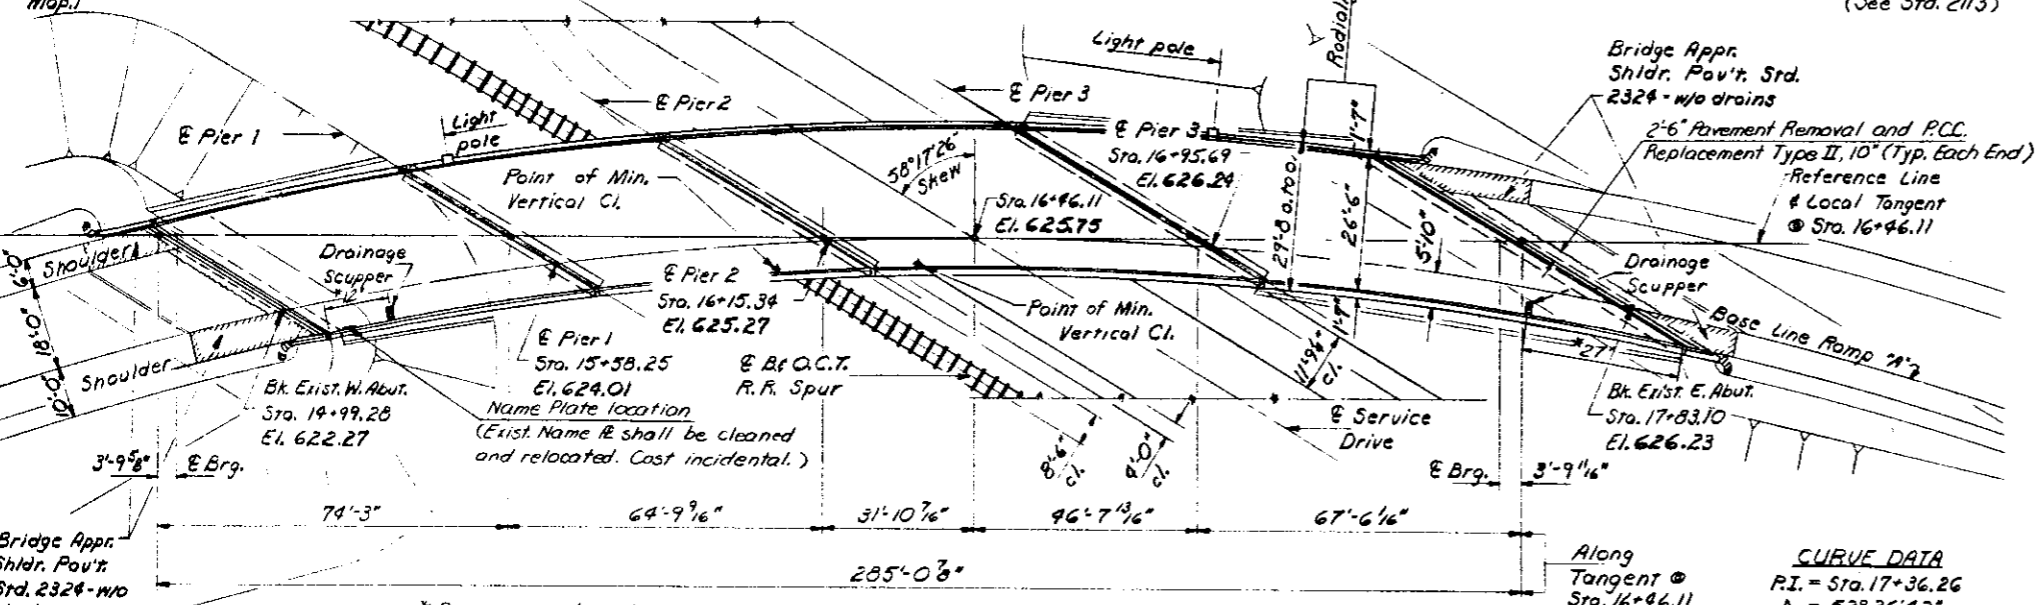 (See Std. 2113)
Light pole
Bridge Appr.
Shldr. Pav't. Std.
2324 - w/o drains
2'-6" Pavement Removal and P.C.C.
Replacement Type II, 10" (Typ. Each End)
Reference Line
& Local Tangent
@ Sta. 16+46.11
℄ Pier 1
Light
pole
℄ Pier 2
℄ Pier 3
℄ Pier 3
Sta. 16+95.69
El. 626.24
1'-7"
58°17'26"
Skew
Point of Min.
Vertical Cl.
Sta. 16+46.11
El. 625.75
29'-8 o. to o.
26'-6"
5'-10"
6'-0"
Shoulder
Drainage
Scupper
*12'
℄ Pier 2
Sta. 16+15.34
El. 625.27
Point of Min.
Vertical Cl.
1'-7"
Drainage
Scupper
Base Line Ramp "A"
18'-0"
10'-0"
Shoulder
℄ Pier 1
Sta. 15+58.25
El. 624.01
℄ B.& O.C.T.
R.R. Spur
11'-9¼"
cl.
*27'
Bk. Exist. W. Abut.
Sta. 14+99.28
El. 622.27
Name Plate location
(Exist. Name ℞ shall be cleaned
and relocated. Cost incidental.)
℄ Service
Drive
Bk. Exist. E. Abut.
Sta. 17+83.10
El. 626.23
8'-6"
cl.
4'-0"
cl.
3'-9⅝"
℄ Brg.
℄ Brg.
3'-9 1/16"
74'-3"
64'-9 9/16"
31'-10 7/16"
46'-7 13/16"
67'-6 1/16"
Bridge Appr.
Shldr. Pav't.
Std. 2324 - w/o
285'-0⅞"
Along
Tangent @
Sta. 16+46.11
CURVE DATA
P.I. = Sta. 17+36.26